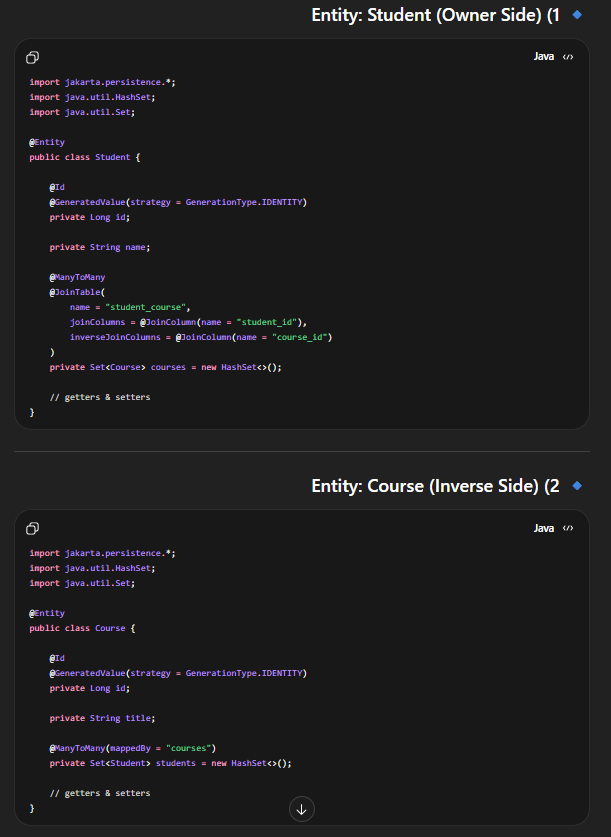 Entity: Student (Owner Side) (1
Java
import jakarta.persistence.*;
import java.util.HashSet;
import java.util.Set;
@Entity
public class Student {
@Id
@GeneratedValue(strategy = GenerationType.IDENTITY)
private Long id;
private String name;
@ManyToMany
@JoinTable(
name = "student_course",
joinColumns = @JoinColumn(name = "student_id"),
inverseJoinColumns = @JoinColumn(name = "course_id")
)
private Set<Course> courses = new HashSet<>();
// getters & setters
}
Entity: Course (Inverse Side) (2
Java
import jakarta.persistence.*;
import java.util.HashSet;
import java.util.Set;
@Entity
public class Course {
@Id
@GeneratedValue(strategy = GenerationType.IDENTITY)
private Long id;
private String title;
@ManyToMany(mappedBy = "courses")
private Set<Student> students = new HashSet<>();
// getters & setters
}